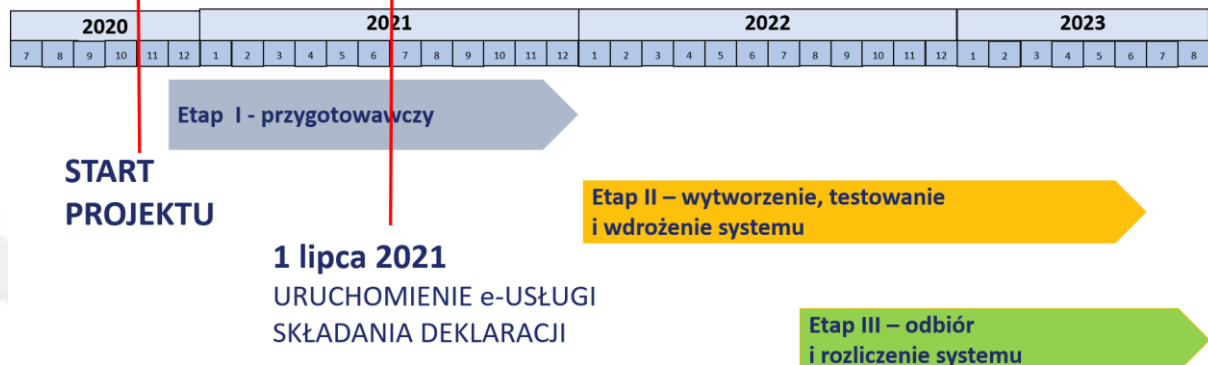 2020 2021 2022 2023
7 8 9 10 11 12 1 2 3 4 5 6 7 8 9 10 11 12 1 2 3 4 5 6 7 8 9 10 11 12 1 2 3 4 5 6 7 8
Etap I - przygotowawczy
START
PROJEKTU
Etap II – wytworzenie, testowanie
i wdrożenie systemu
1 lipca 2021
URUCHOMIENIE e-USŁUGI
SKŁADANIA DEKLARACJI
Etap III – odbiór
i rozliczenie systemu